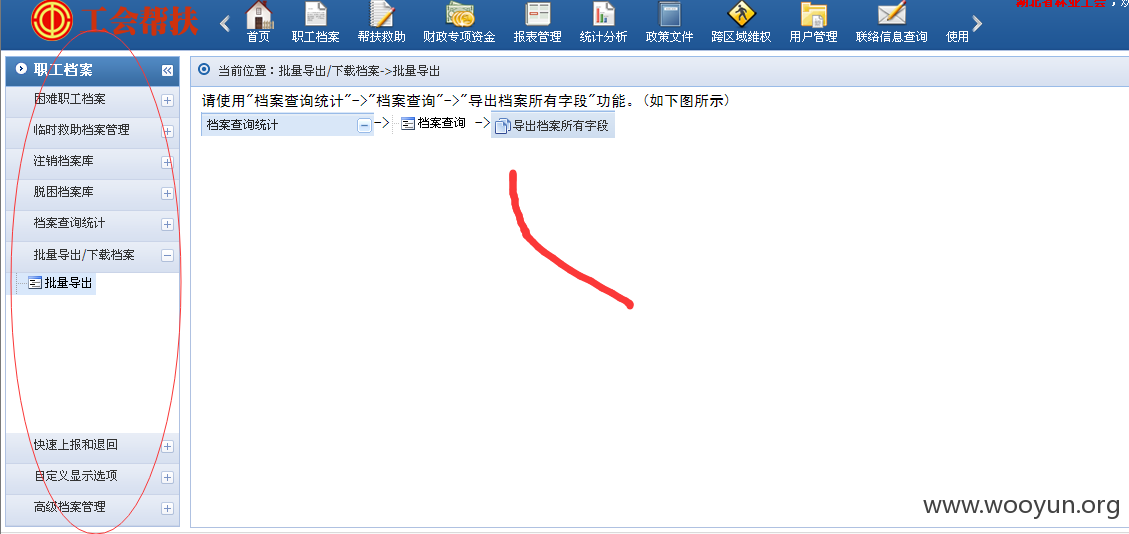 湖北省林业工会，欢
工会帮扶
首页 职工档案 帮扶救助 财政专项资金 报表管理 统计分析 政策文件 跨区域维权 用户管理 联络信息查询 使用
职工档案
困难职工档案
临时救助档案管理
注销档案库
脱困档案库
档案查询统计
批量导出/下载档案
批量导出
快速上报和退回
自定义显示选项
高级档案管理
当前位置：批量导出/下载档案->批量导出
请使用"档案查询统计"->"档案查询"->"导出档案所有字段"功能。(如下图所示)
档案查询统计 -> 档案查询 -> 导出档案所有字段
www.wooyun.org